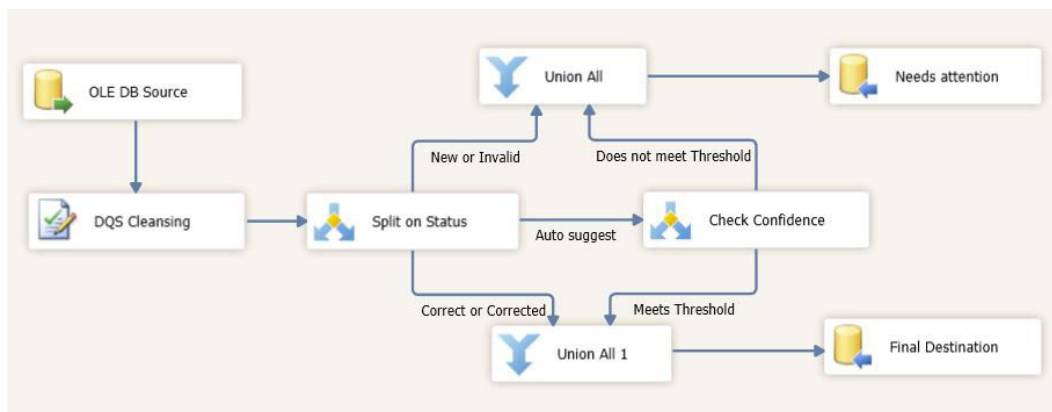 Union All
Needs attention
OLE DB Source
New or Invalid
Does not meet Threshold
DQS Cleansing
Split on Status
Auto suggest
Check Confidence
Correct or Corrected
Meets Threshold
Union All 1
Final Destination